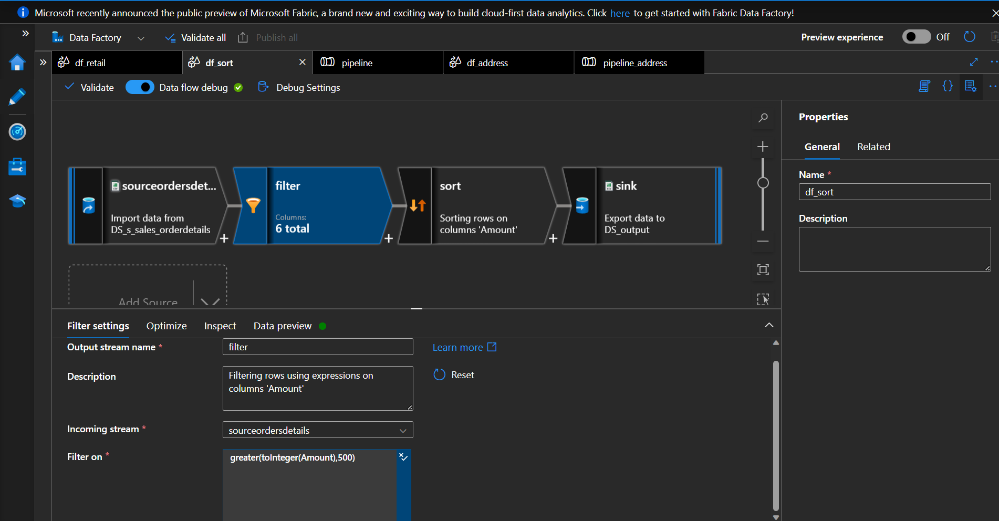 Microsoft recently announced the public preview of Microsoft Fabric, a brand new and exciting way to build cloud-first data analytics. Click here to get started with Fabric Data Factory!
Data Factory
Validate all
Publish all
Preview experience
Off
df_retail
df_sort
pipeline
df_address
pipeline_address
Validate
Data flow debug
Debug Settings
sourceordersdet...
Import data from
DS_s_sales_orderdetails
filter
Columns:
6 total
sort
Sorting rows on
columns 'Amount'
sink
Export data to
DS_output
Add Source
Properties
General
Related
Name *
df_sort
Description
Filter settings
Optimize
Inspect
Data preview
Output stream name *
filter
Learn more
Description
Filtering rows using expressions on
columns 'Amount'
Reset
Incoming stream *
sourceordersdetails
Filter on *
greater(toInteger(Amount),500)